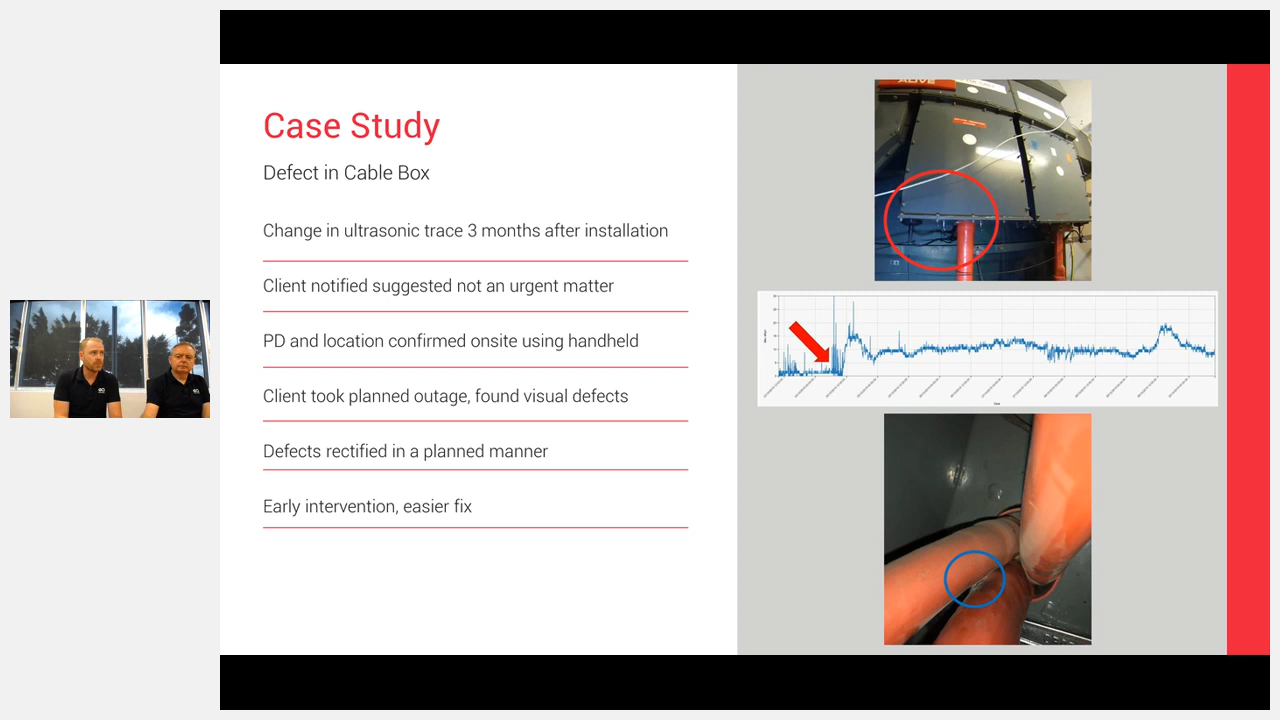 Case Study
Defect in Cable Box
Change in ultrasonic trace 3 months after installation
Client notified suggested not an urgent matter
PD and location confirmed onsite using handheld
Client took planned outage, found visual defects
Defects rectified in a planned manner
Early intervention, easier fix